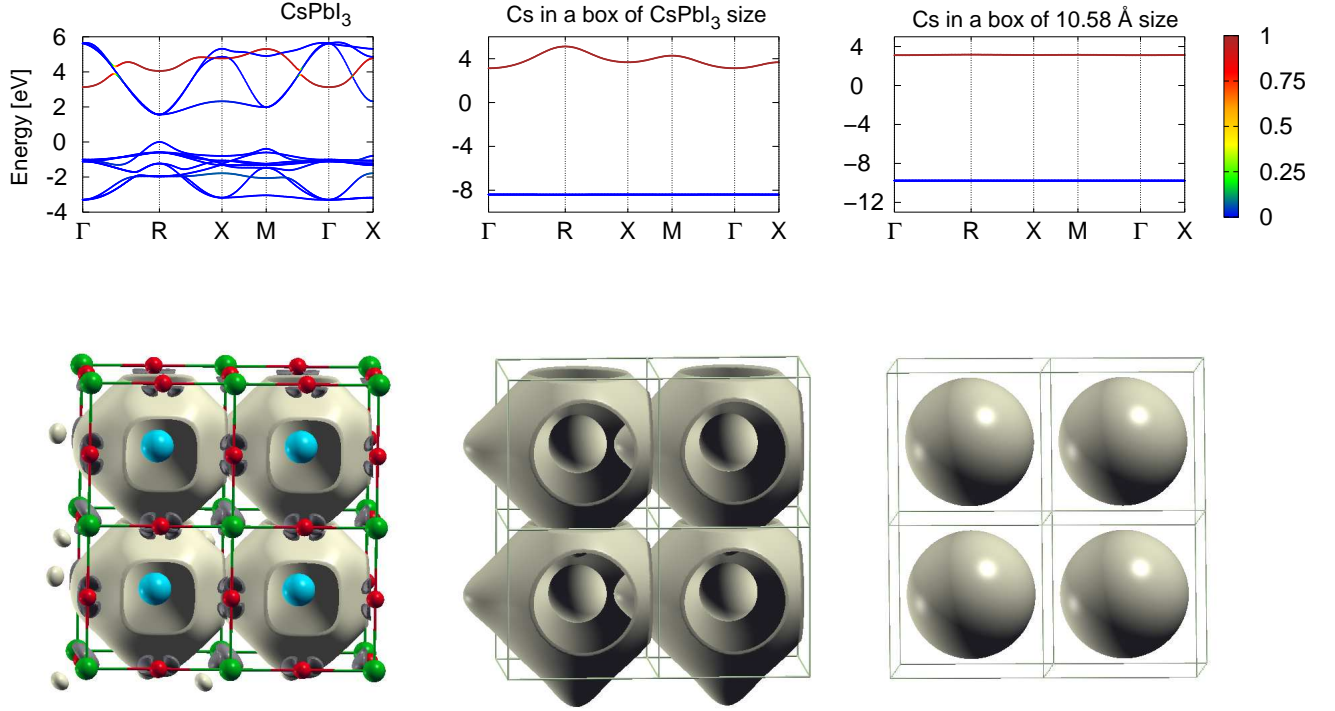 CsPbI3
Cs in a box of CsPbI3 size
Cs in a box of 10.58 Å size
Energy [eV]
6
4
2
0
-2
-4
Γ R X M Γ X
4
0
−4
−8
Γ R X M Γ X
4
0
−4
−8
−12
Γ R X M Γ X
1
0.75
0.5
0.25
0